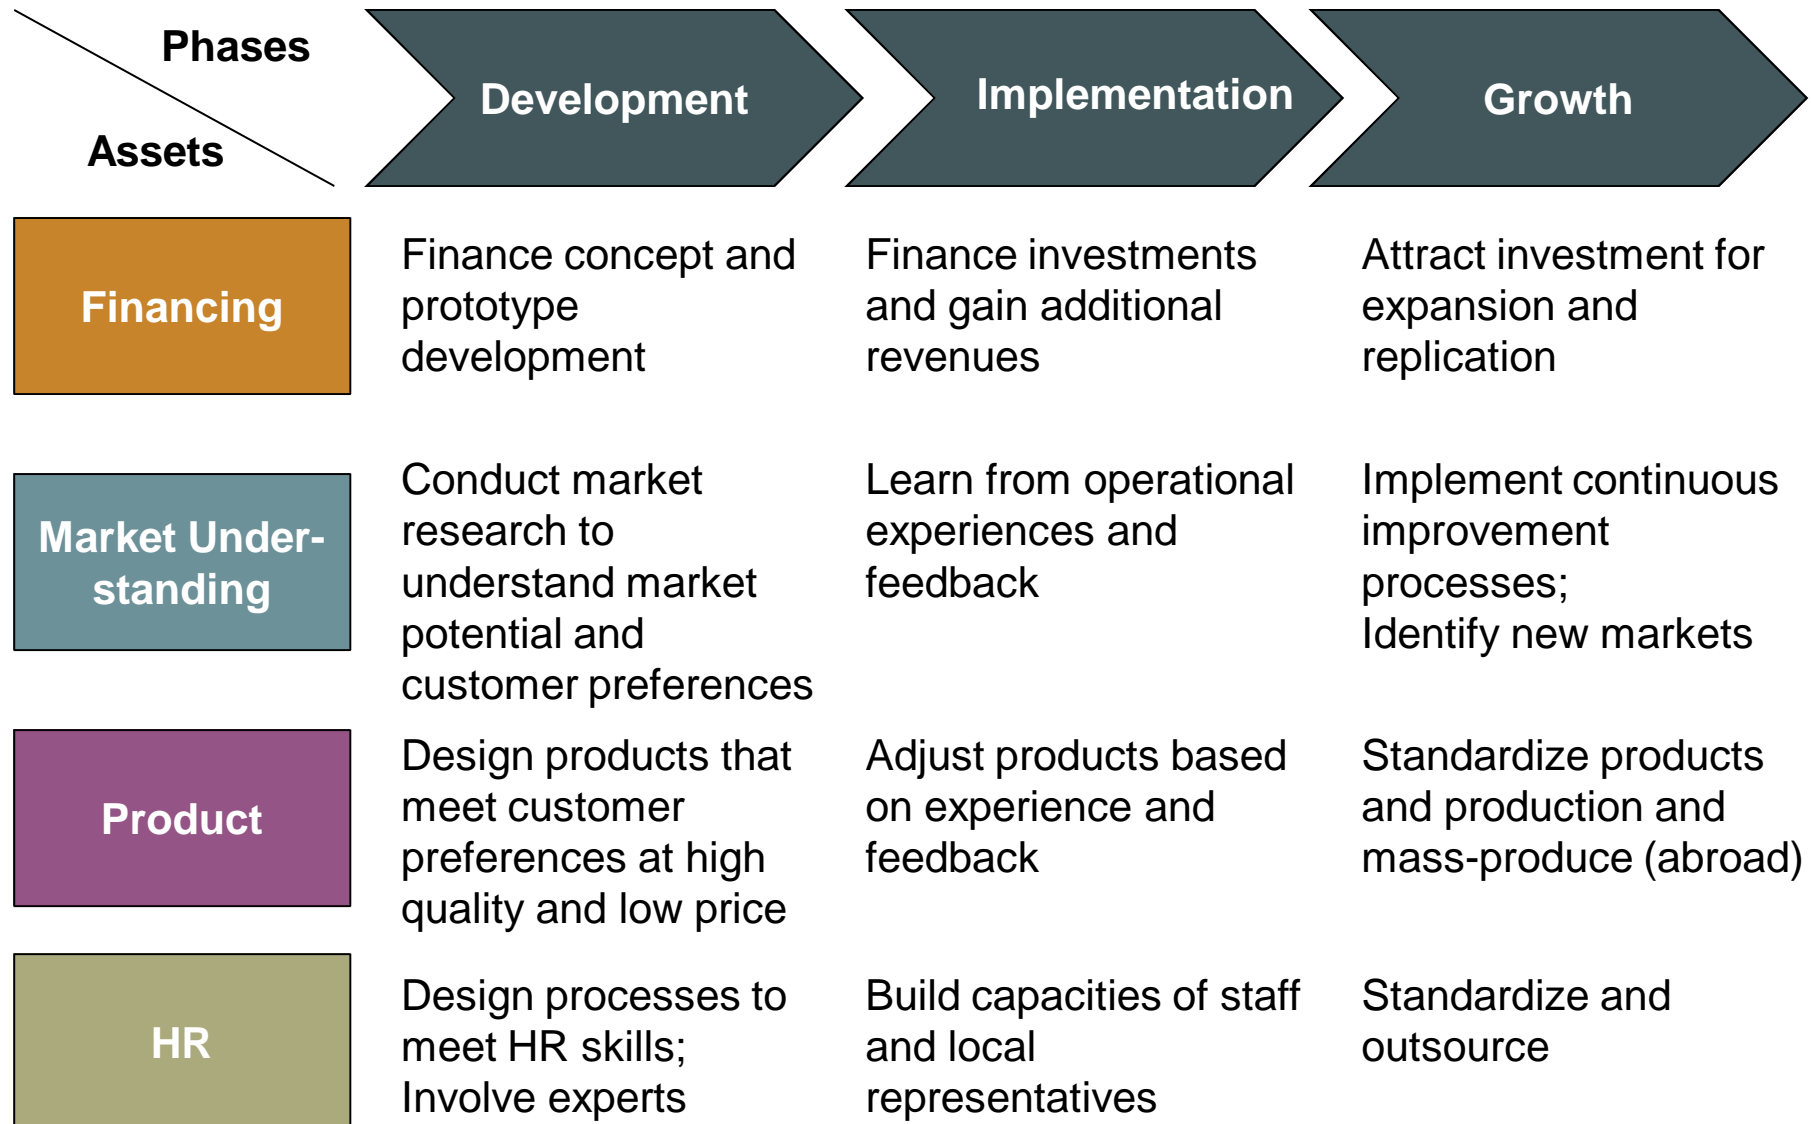 Phases
Assets
Development
Implementation
Growth
Financing
Finance concept and
prototype
development
Finance investments
and gain additional
revenues
Attract investment for
expansion and
replication
Market Under-
standing
Conduct market
research to
understand market
potential and
customer preferences
Learn from operational
experiences and
feedback
Implement continuous
improvement
processes;
Identify new markets
Product
Design products that
meet customer
preferences at high
quality and low price
Adjust products based
on experience and
feedback
Standardize products
and production and
mass-produce (abroad)
HR
Design processes to
meet HR skills;
Involve experts
Build capacities of staff
and local
representatives
Standardize and
outsource